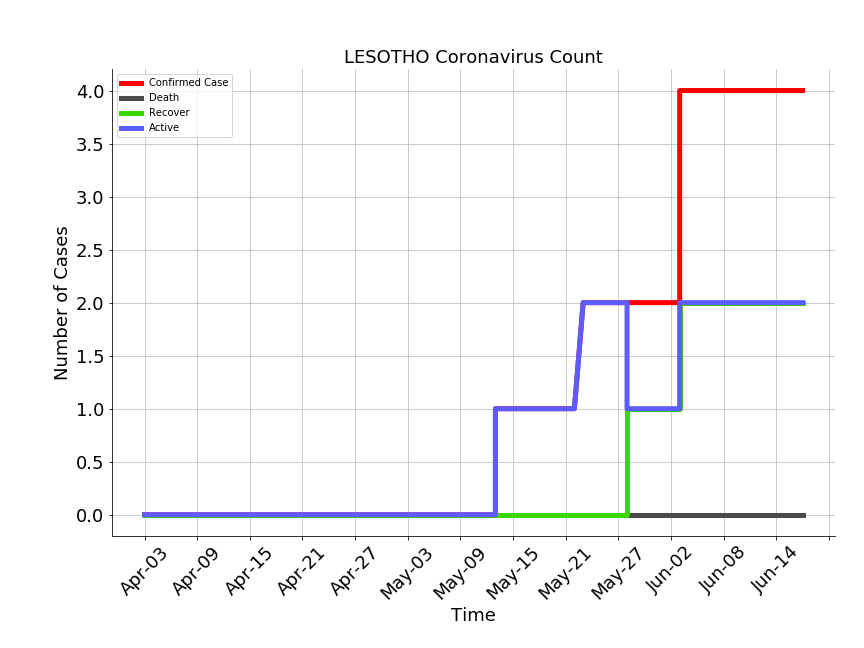 LESOTHO Coronavirus Count
Confirmed Case
Death
Recover
Active
Number of Cases
4.0
3.5
3.0
2.5
2.0
1.5
1.0
0.5
0.0
Apr-03
Apr-09
Apr-15
Apr-21
Apr-27
May-03
May-09
May-15
May-21
May-27
Jun-02
Jun-08
Jun-14
Time